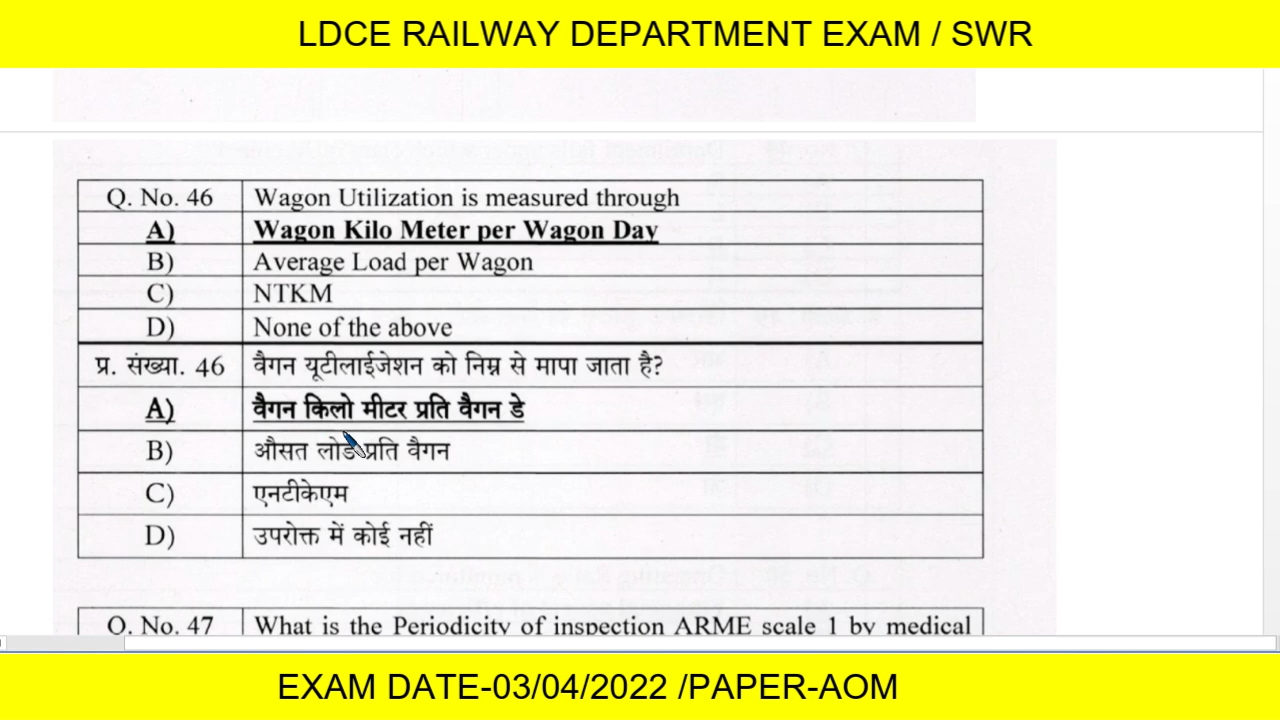 LDCE RAILWAY DEPARTMENT EXAM / SWR
Q. No. 46 Wagon Utilization is measured through
A) Wagon Kilo Meter per Wagon Day
B) Average Load per Wagon
C) NTKM
D) None of the above
प्र. संख्या. 46 वैगन यूटीलाईजेशन को निम्न से मापा जाता है?
A) वैगन किलो मीटर प्रति वैगन डे
B) औसत लोड प्रति वैगन
C) एनटीकेएम
D) उपरोक्त में कोई नहीं
Q. No. 47 What is the Periodicity of inspection ARME scale 1 by medical
EXAM DATE-03/04/2022 /PAPER-AOM